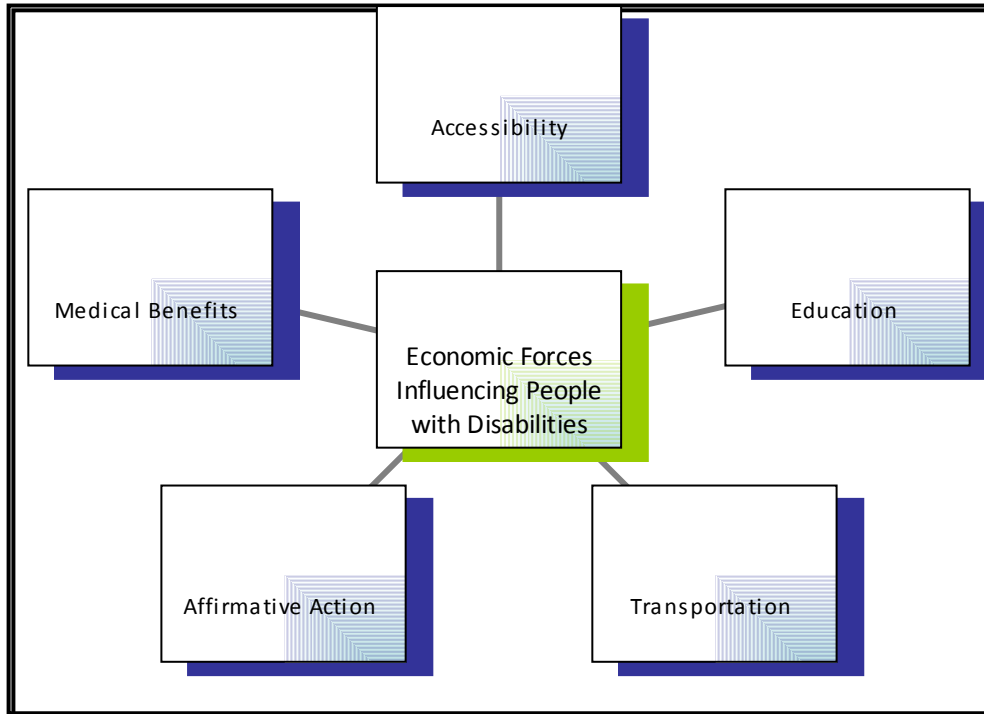 Accessibility
Medical Benefits
Education
Economic Forces
Influencing People
with Disabilities
Affirmative Action
Transportation